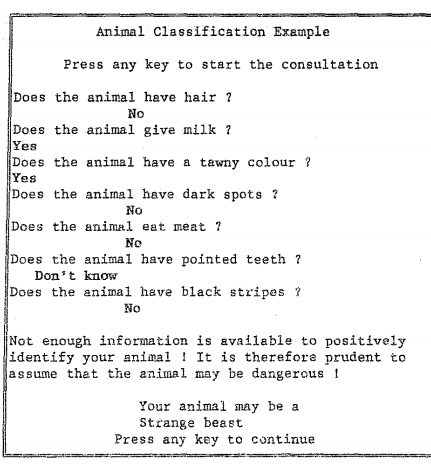 Animal Classification Example
Press any key to start the consultation
Does the animal have hair ?
No
Does the animal give milk ?
Yes
Does the animal have a tawny colour ?
Yes
Does the animal have dark spots ?
No
Does the animal eat meat ?
No
Does the animal have pointed teeth ?
Don't know
Does the animal have black stripes ?
No
Not enough information is available to positively
identify your animal ! It is therefore prudent to
assume that the animal may be dangerous !
Your animal may be a
Strange beast
Press any key to continue